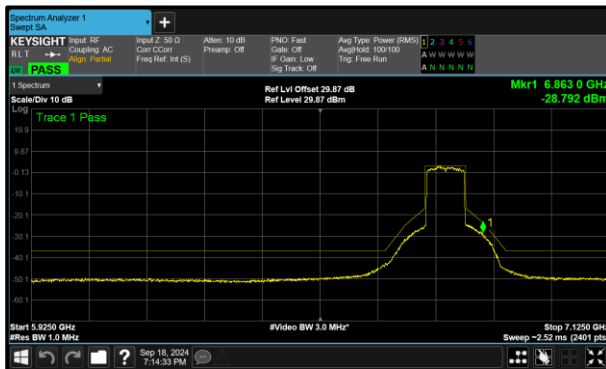 Spectrum Analyzer 1
Swept SA
+
KEYSIGHT Input: RF Input Z: 50 Ω Atten: 10 dB PNO: Fast Avg Type: Power (RMS) 1 2 3 4 5 6
RLT Coupling: AC Corr CCorr Preamp: Off Gate: Off Avg|Hold: 100/100 A W W W W W
Align: Partial Freq Ref: Int (S) IF Gain: Low Trig: Free Run
PASS Sig Track: Off A N N N N N
1 Spectrum Ref Lvl Offset 29.87 dB Mkr1 6.863 0 GHz
Scale/Div 10 dB Ref Level 29.87 dBm -28.792 dBm
Log Trace 1 Pass
19.9
9.87
-0.13
-10.1
-20.1
-30.1
1
-40.1
-50.1
-60.1
Start 5.9250 GHz #Video BW 3.0 MHz* Stop 7.1250 GHz
#Res BW 1.0 MHz Sweep ~2.52 ms (2401 pts)
? Sep 18, 2024
7:14:33 PM